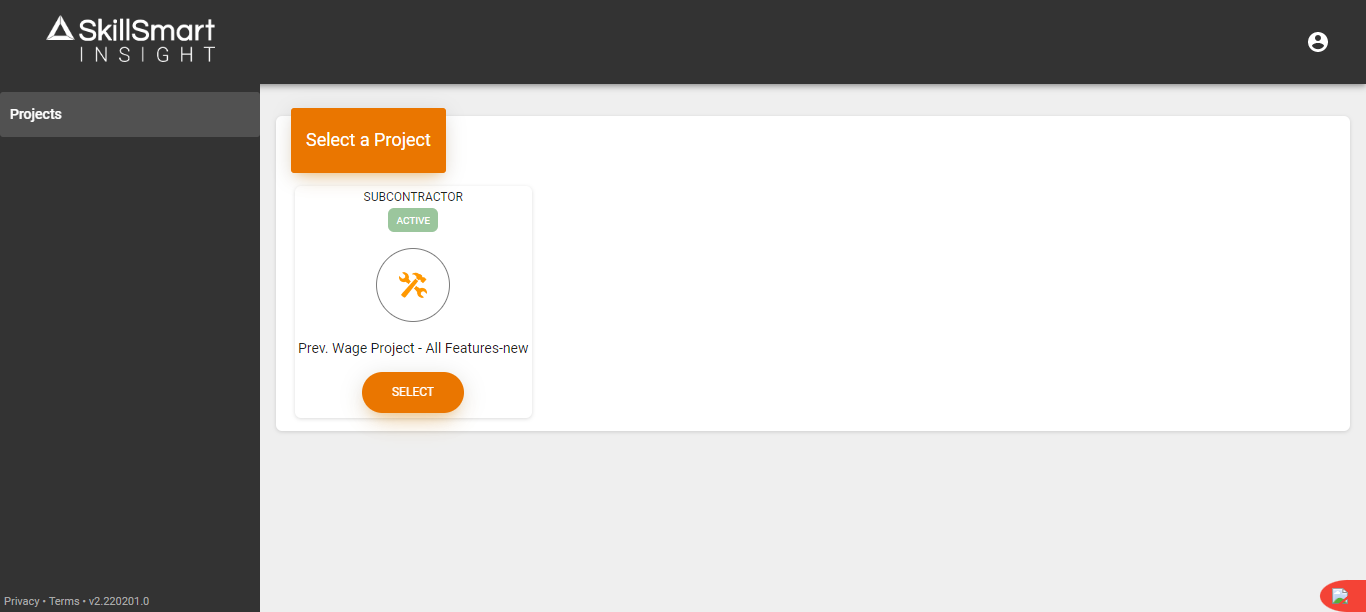 SkillSmart
INSIGHT
Projects
Select a Project
SUBCONTRACTOR
ACTIVE
Prev. Wage Project - All Features-new
SELECT
Privacy • Terms • v2.220201.0